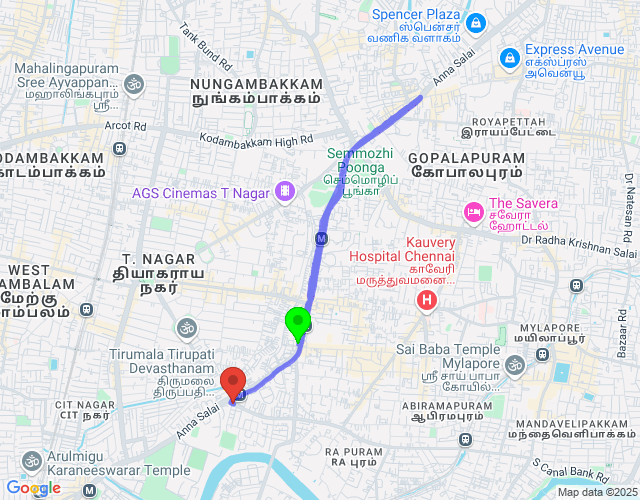 Spencer Plaza
ஸ்பென்சர்
வணிக வளாகம்
Anna Salai
Express Avenue
எக்ஸ்பிரஸ்
அவென்யூ
Tank Bund Rd
Mahalingapuram
Sree Ayyappan...
மஹாலிங்கபுரம்
ஸ்ரீ...
NUNGAMBAKKAM
நுங்கம்பாக்கம்
Arcot Rd
Kodambakkam High Rd
ROYAPETTAH
இராயப்பேட்டை
ODAMBAKKAM
காடம்பாக்கம்
Semmozhi
Poonga
செம்மொழிப்
பூங்கா
GOPALAPURAM
கோபாலபுரம்
AGS Cinemas T Nagar
Dr Natesan Rd
The Savera
சவேரா
ஹோட்டல்
Dr Radha Krishnan Salai
Kauvery
Hospital Chennai
காவேரி
மருத்துவமனை...
T. NAGAR
தியாகராய
நகர்
WEST
AMBALAM
மேற்கு
மாம்பலம்
M
H
MYLAPORE
மயிலாப்பூர்
Bazaar Rd
Tirumala Tirupati
Devasthanam
திருமலை
திருப்பதி...
Sai Baba Temple
Mylapore
ஸ்ரீ சாய் பாபா
கோயில்...
CIT NAGAR
CIT நகர்
Anna Salai
M
ABIRAMAPURAM
ஆபிரமபுரம்
MANDAVELIPAKKAM
மந்தைவெளிபாக்கம்
RA PURAM
RA புரம்
Arulmigu
Karaneeswarar Temple
S Canal Bank Rd
Google
M
Map data ©2025